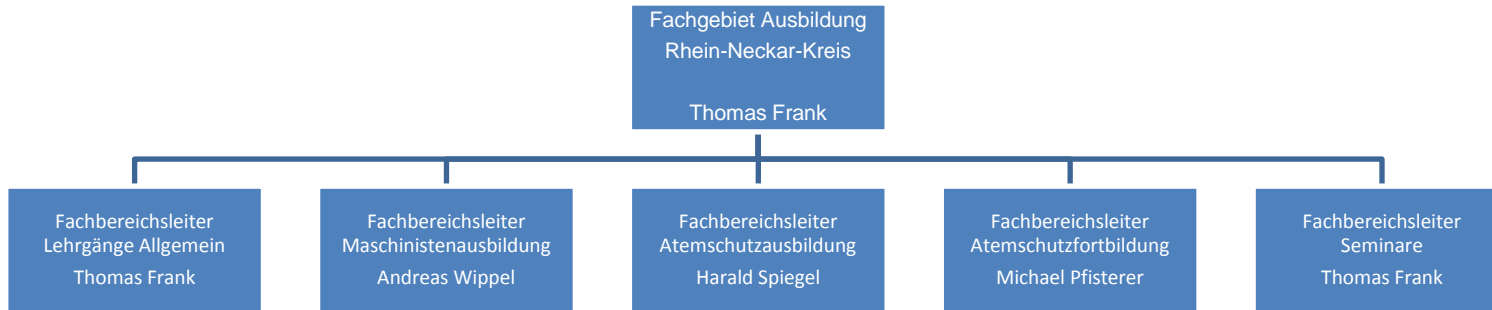 Fachgebiet Ausbildung
Rhein-Neckar-Kreis
Thomas Frank
Fachbereichsleiter
Lehrgänge Allgemein
Thomas Frank
Fachbereichsleiter
Maschinistenausbildung
Andreas Wippel
Fachbereichsleiter
Atemschutzausbildung
Harald Spiegel
Fachbereichsleiter
Atemschutzfortbildung
Michael Pfisterer
Fachbereichsleiter
Seminare
Thomas Frank